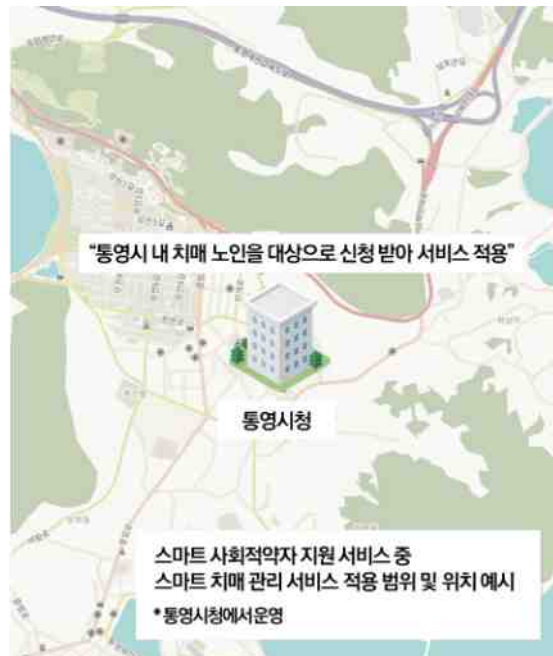 “통영시 내 치매 노인을 대상으로 신청 받아 서비스 적용”
통영시청
스마트 사회적약자 지원 서비스 중
스마트 치매 관리 서비스 적용 범위 및 위치 예시
* 통영시청에서운영